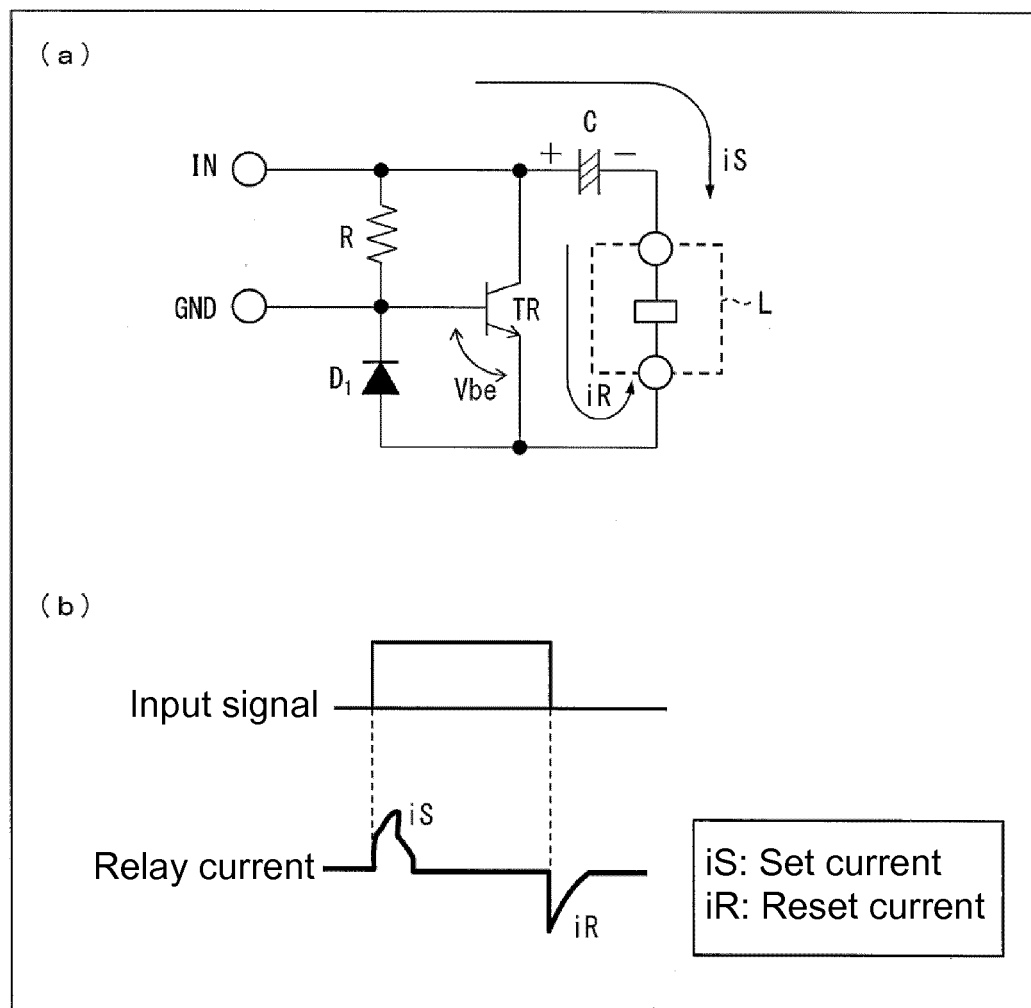 (a)
C
+ −
iS
IN
R
GND
TR
L
D1
Vbe
iR
(b)
Input signal
iS
Relay current
iR
iS: Set current
iR: Reset current